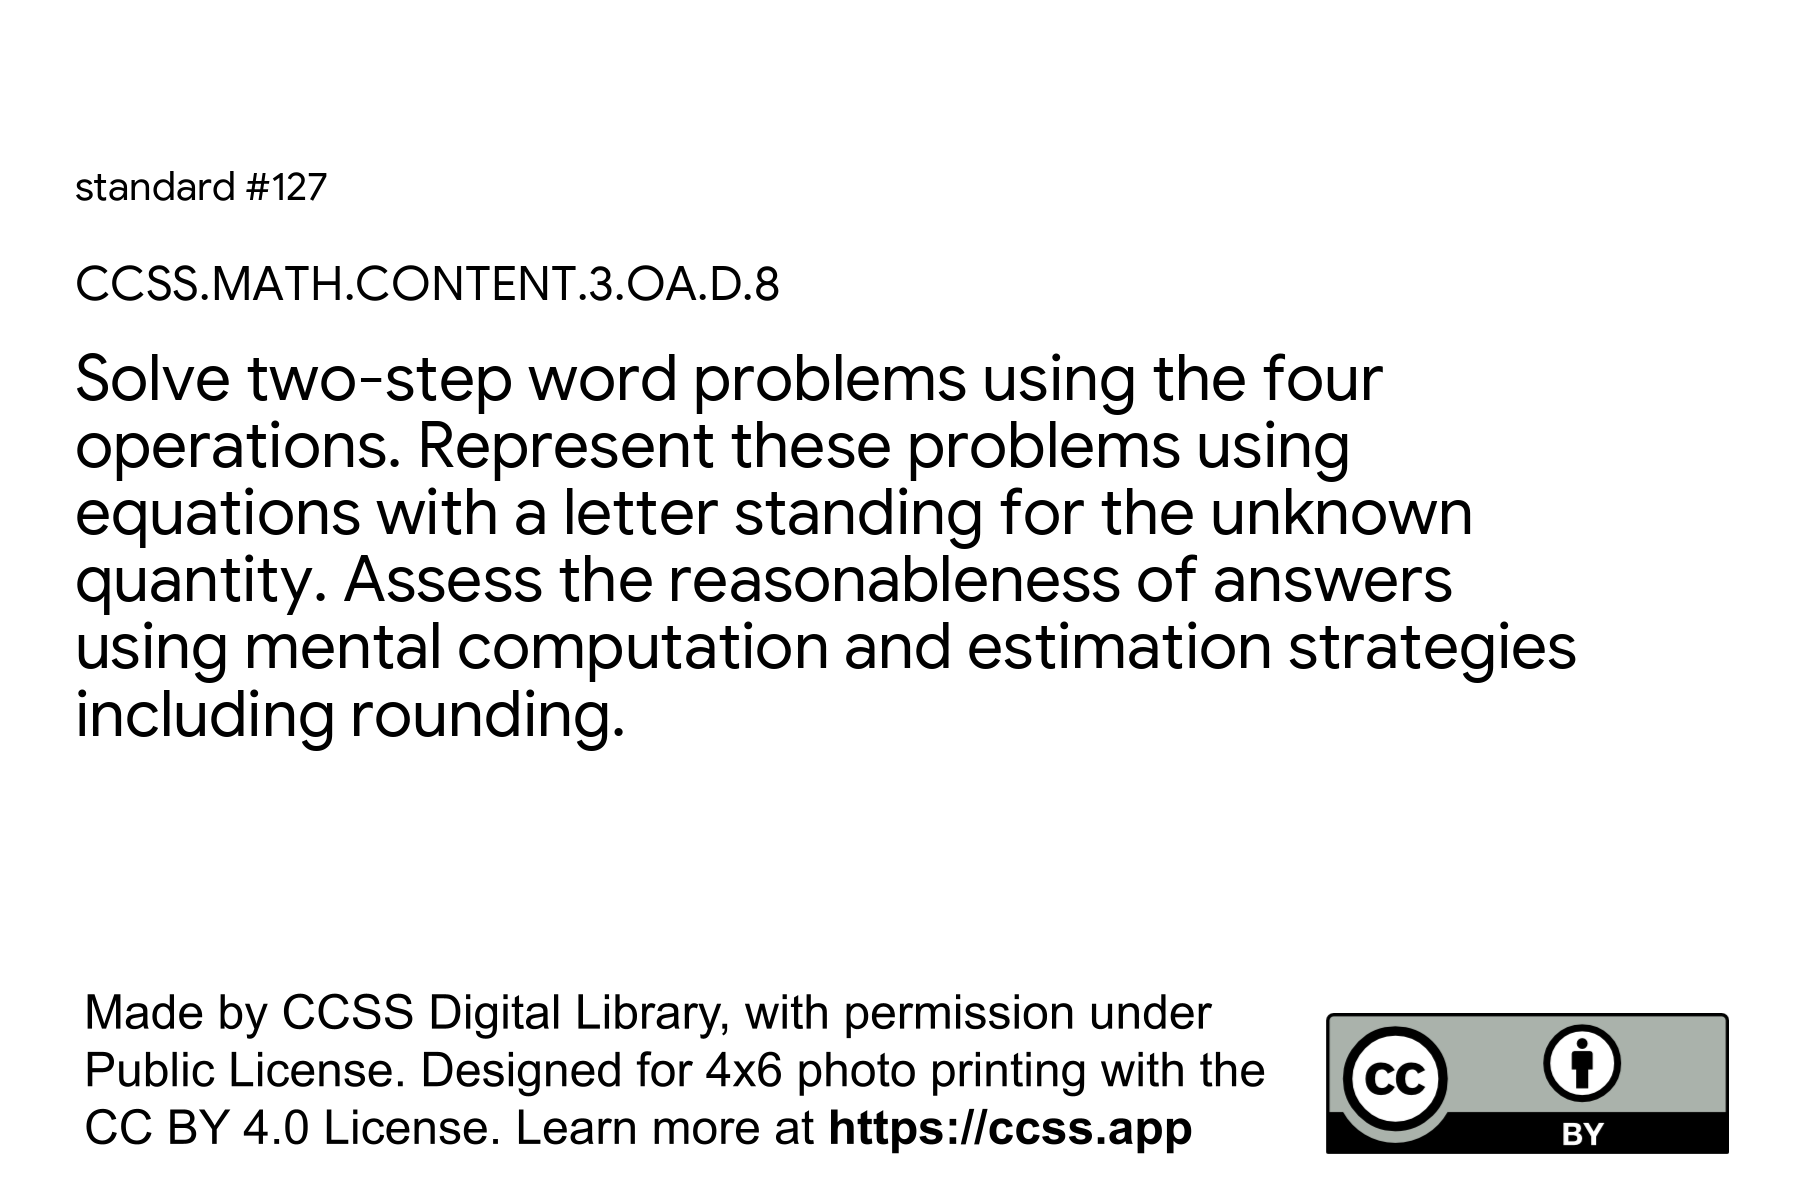 standard #127
CCSS.MATH.CONTENT.3.OA.D.8
Solve two-step word problems using the four
operations. Represent these problems using
equations with a letter standing for the unknown
quantity. Assess the reasonableness of answers
using mental computation and estimation strategies
including rounding.
Made by CCSS Digital Library, with permission under
Public License. Designed for 4x6 photo printing with the
CC BY 4.0 License. Learn more at https://ccss.app
CC
BY